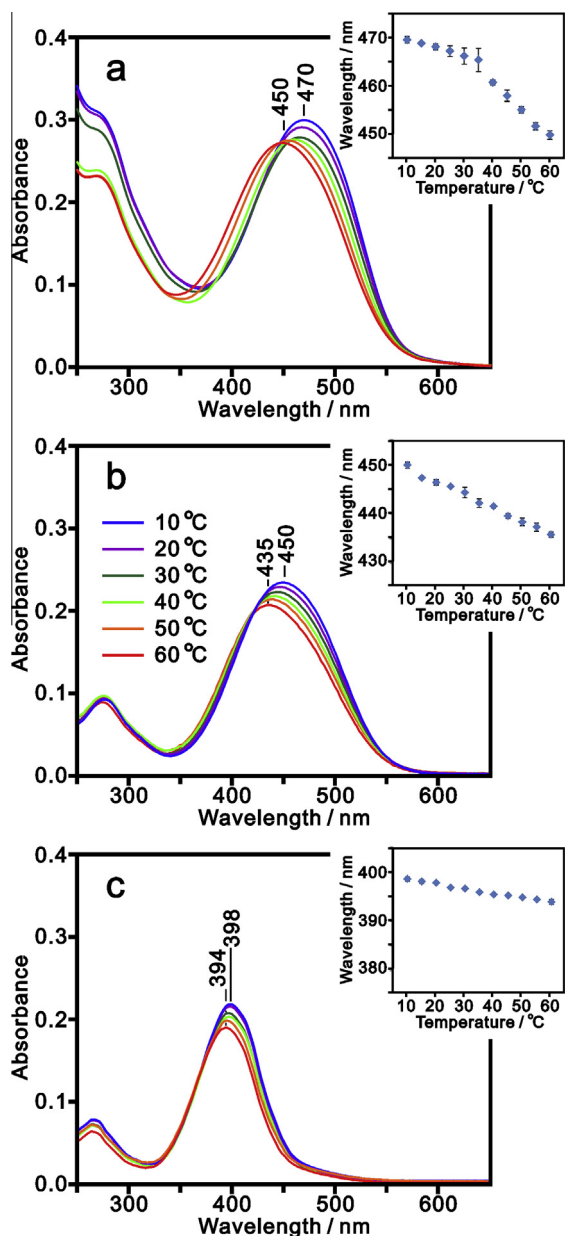 a
0.4
0.3
0.2
0.1
0.0
Absorbance
450
470
300
400
500
600
Wavelength / nm
470
460
450
Wavelength / nm
10 20 30 40 50 60
Temperature / °C
b
0.4
0.3
0.2
0.1
0.0
Absorbance
10 °C
20 °C
30 °C
40 °C
50 °C
60 °C
435
450
300
400
500
600
Wavelength / nm
450
440
430
Wavelength / nm
10 20 30 40 50 60
Temperature / °C
c
0.4
0.3
0.2
0.1
0.0
Absorbance
394
398
300
400
500
600
Wavelength / nm
400
390
380
Wavelength / nm
10 20 30 40 50 60
Temperature / °C